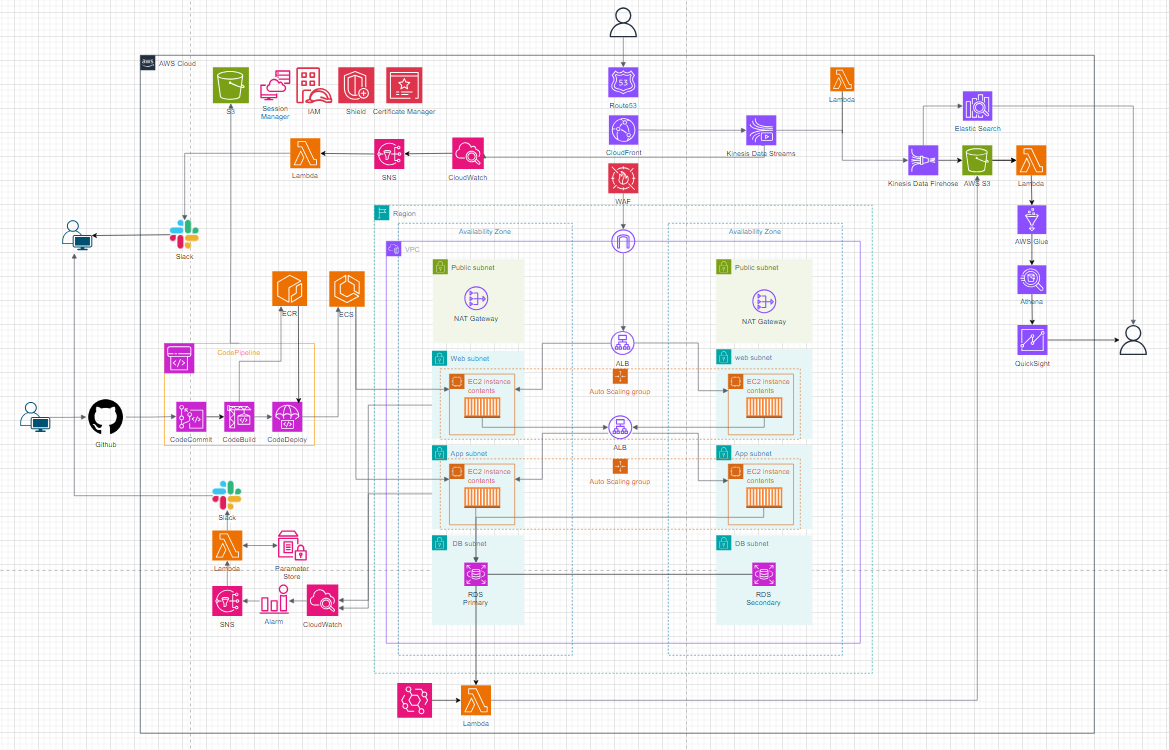 aws
AWS Cloud
S3
Session
Manager
IAM
Shield
Certificate Manager
53
Route53
Lambda
Elastic Search
CloudFront
Kinesis Data Streams
Lambda
SNS
CloudWatch
WAF
Kinesis Data Firehose
AWS S3
Lambda
Region
Availability Zone
Availability Zone
AWS Glue
VPC
Slack
Public subnet
Public subnet
NAT Gateway
NAT Gateway
Athena
ECR
ECS
CodePipeline
Web subnet
ALB
web subnet
QuickSight
EC2 instance
contents
Auto Scaling group
EC2 instance
contents
Github
CodeCommit
CodeBuild
CodeDeploy
ALB
App subnet
App subnet
EC2 instance
contents
Auto Scaling group
EC2 instance
contents
Slack
DB subnet
DB subnet
Lambda
Parameter
Store
RDS
Primary
RDS
Secondary
SNS
Alarm
CloudWatch
Lambda